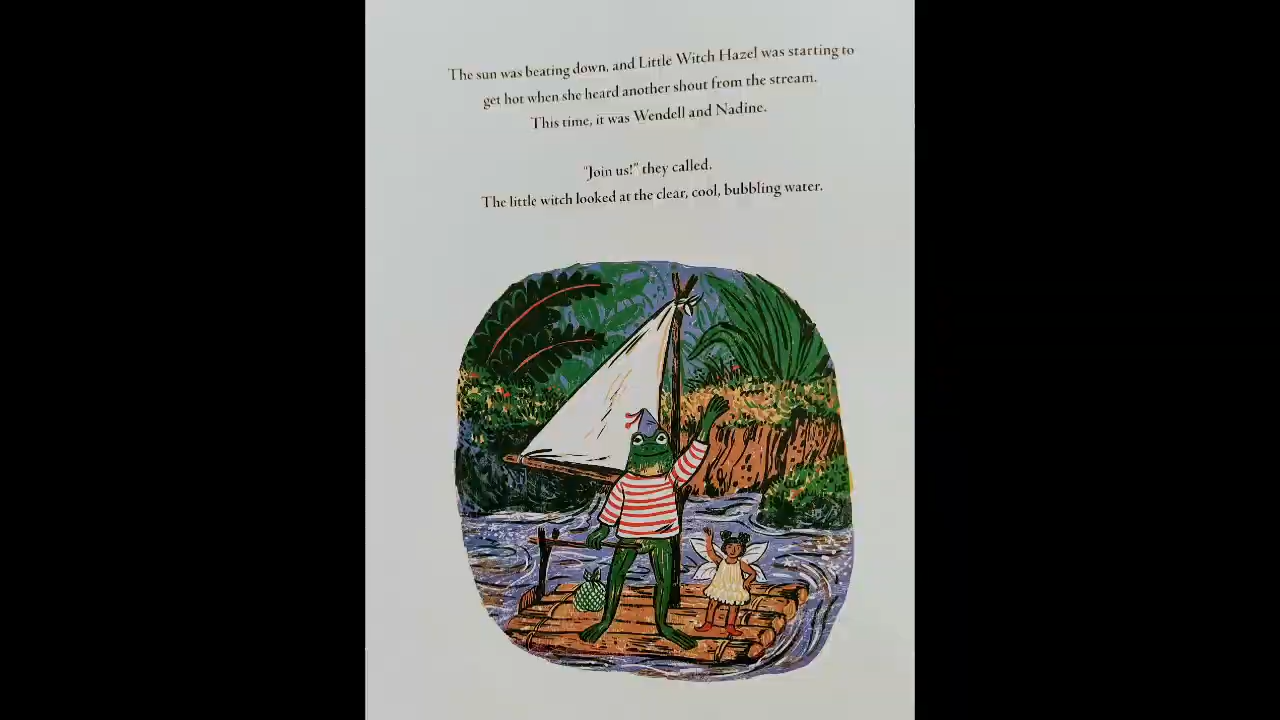 The sun was beating down, and Little Witch Hazel was starting to
get hot when she heard another shout from the stream.
This time, it was Wendell and Nadine.
"Join us!" they called.
The little witch looked at the clear, cool, bubbling water.